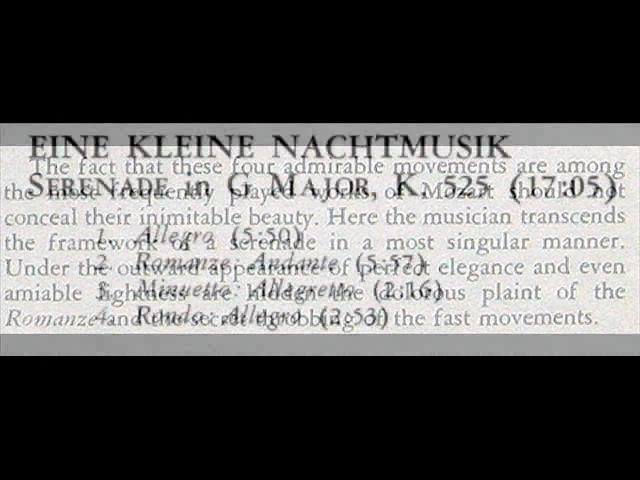 EINE KLEINE NACHTMUSIK
SERENADE in G MAJOR, K. 525 (17:05)
1. Allegro (5:50)
2. Romanze: Andante (5:57)
3. Minuetto: Allegretto (2:16)
4. Rondo: Allegro (2:53)
The fact that these four admirable movements are among
the most frequently played works of Mozart should not
conceal their inimitable beauty. Here the musician transcends
the framework of a serenade in a most singular manner.
Under the outward appearance of perfect elegance and even
amiable lightness are hidden the dolorous plaint of the
Romanze and the secret throbbing of the fast movements.